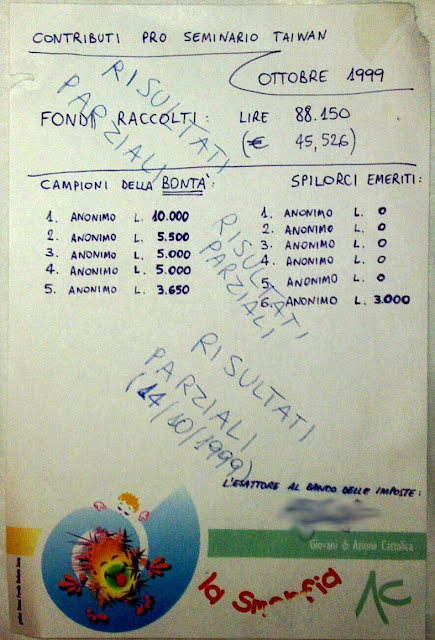 CONTRIBUTI PRO SEMINARIO TAIWAN
OTTOBRE 1999
FONDI RACCOLTI: LIRE 88.150
(€ 45,526)
RISULTATI
PARZIALI
CAMPIONI DELLA BONTÀ:
1. ANONIMO L. 10.000
2. ANONIMO L. 5.500
3. ANONIMO L. 5.000
4. ANONIMO L. 5.000
5. ANONIMO L. 3.650
SPILORCI EMERITI:
1. ANONIMO L. 0
2. ANONIMO L. 0
3. ANONIMO L. 0
4. ANONIMO L. 0
5. ANONIMO L. 0
6. ANONIMO L. 3.000
RISULTATI
PARZIALI
RISULTATI
PARZIALI
(14/10/1999)
L'ESATTORE AL BANDO DELLE IMPOSTE:
Giovani di Azione Cattolica
la Smorfia
AC